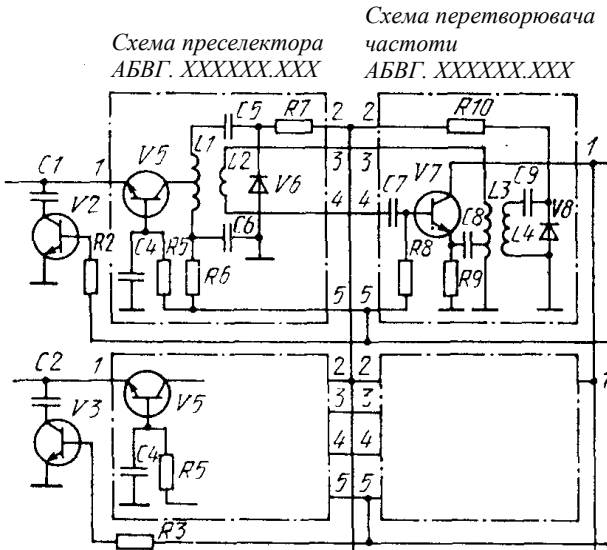 Схема преселектора
АБВГ. XXXXXX.XXX
Схема перетворювача
частоти
АБВГ. XXXXXX.XXX
C5 R7 2 2 R10
C1 1 V5 L1 L2 V6 3 3 V7 C9 1
V2 4 4 C7 L3 V8
R2 C4 R5 C6 R6 R8 C8 L4 R9
5 5
C2 1 V5 2 2 1
V3 3 3
C4 R5 4 4
5 5
R3